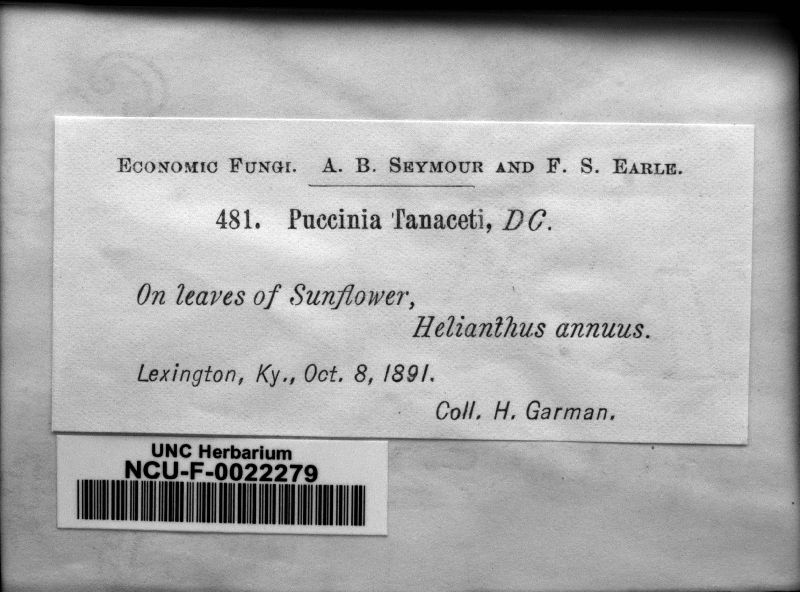 Economic Fungi. A. B. Seymour and F. S. Earle.
481. Puccinia Tanaceti, DC.
On leaves of Sunflower,
Helianthus annuus.
Lexington, Ky., Oct. 8, 1891.
Coll. H. Garman.
UNC Herbarium
NCU-F-0022279